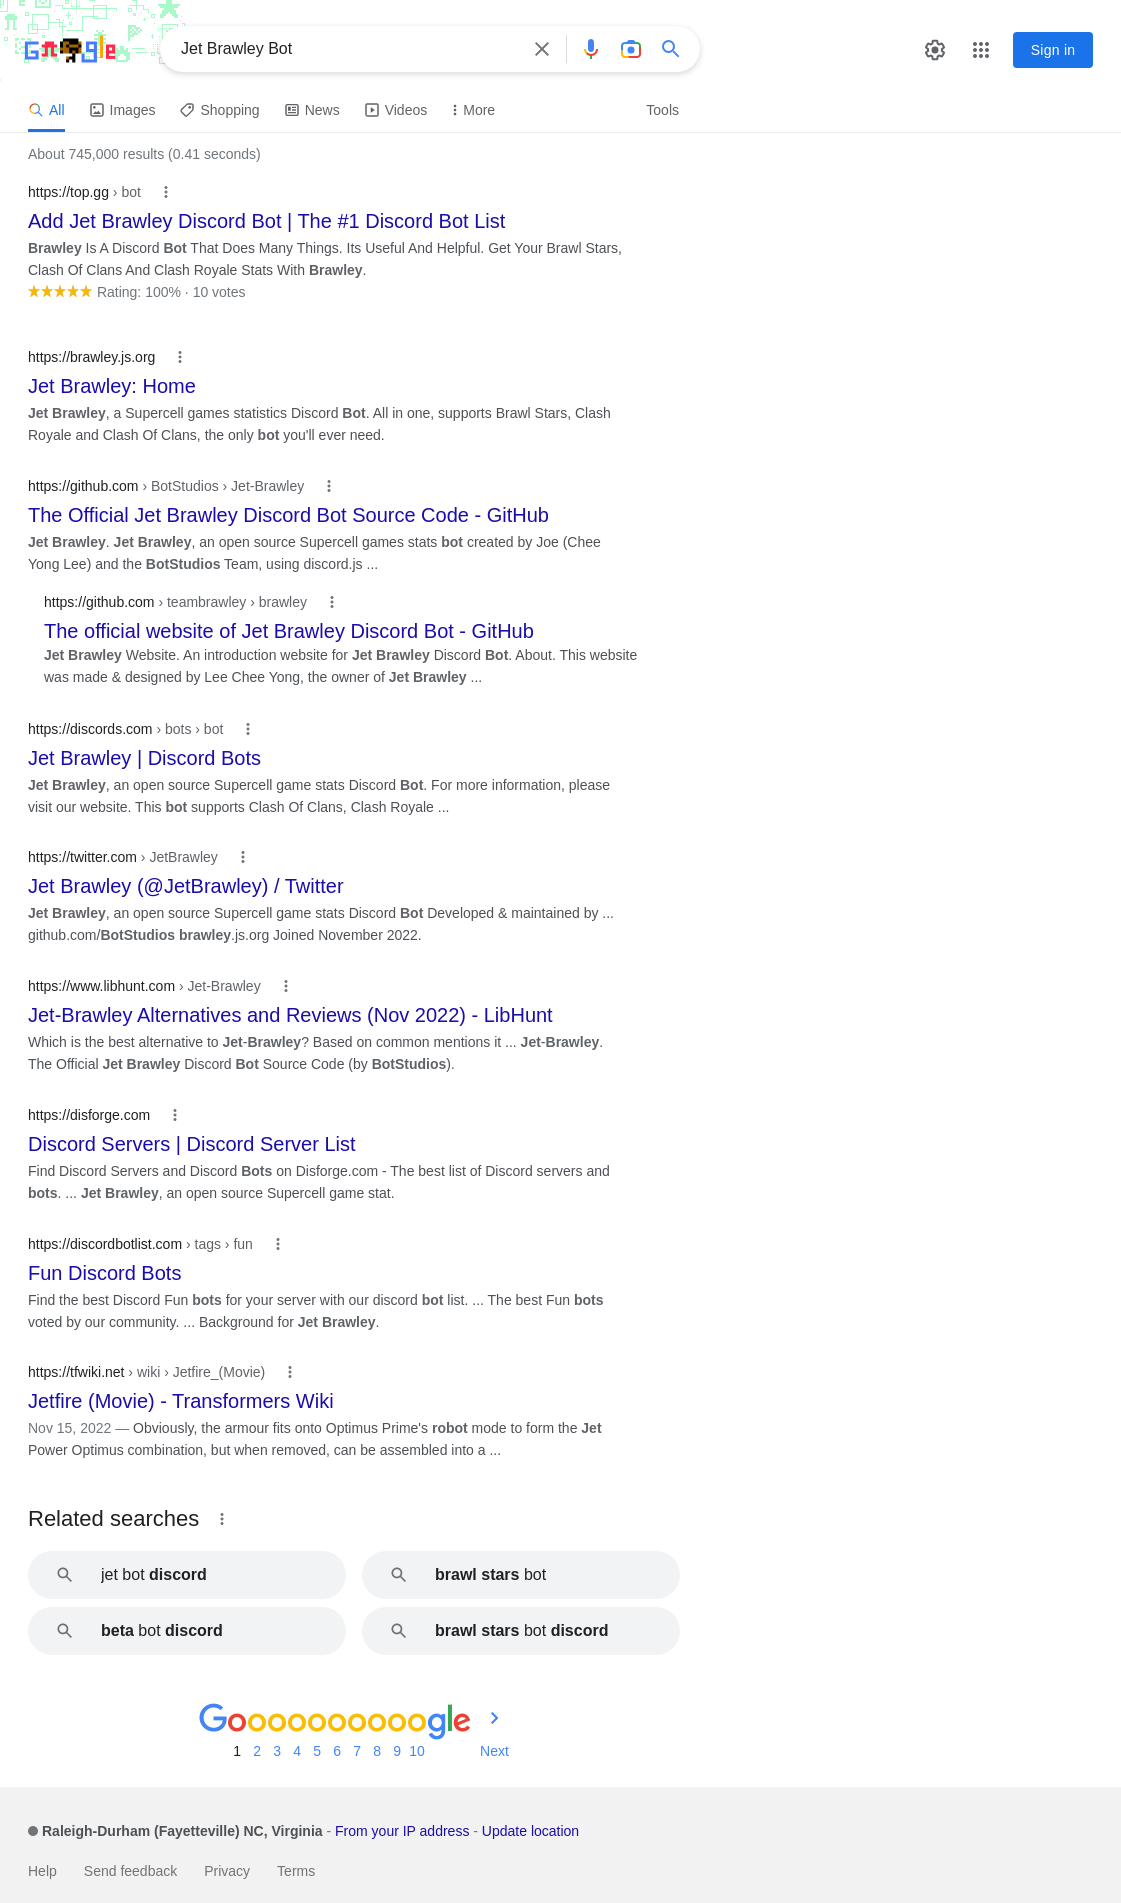 Google
Jet Brawley Bot
Sign in
All
Images
Shopping
News
Videos
More
Tools
About 745,000 results (0.41 seconds)
https://top.gg › bot
Add Jet Brawley Discord Bot | The #1 Discord Bot List
Brawley Is A Discord Bot That Does Many Things. Its Useful And Helpful. Get Your Brawl Stars,
Clash Of Clans And Clash Royale Stats With Brawley.
Rating: 100% · 10 votes
https://brawley.js.org
Jet Brawley: Home
Jet Brawley, a Supercell games statistics Discord Bot. All in one, supports Brawl Stars, Clash
Royale and Clash Of Clans, the only bot you'll ever need.
https://github.com › BotStudios › Jet-Brawley
The Official Jet Brawley Discord Bot Source Code - GitHub
Jet Brawley. Jet Brawley, an open source Supercell games stats bot created by Joe (Chee
Yong Lee) and the BotStudios Team, using discord.js ...
https://github.com › teambrawley › brawley
The official website of Jet Brawley Discord Bot - GitHub
Jet Brawley Website. An introduction website for Jet Brawley Discord Bot. About. This website
was made & designed by Lee Chee Yong, the owner of Jet Brawley ...
https://discords.com › bots › bot
Jet Brawley | Discord Bots
Jet Brawley, an open source Supercell game stats Discord Bot. For more information, please
visit our website. This bot supports Clash Of Clans, Clash Royale ...
https://twitter.com › JetBrawley
Jet Brawley (@JetBrawley) / Twitter
Jet Brawley, an open source Supercell game stats Discord Bot Developed & maintained by ...
github.com/BotStudios brawley.js.org Joined November 2022.
https://www.libhunt.com › Jet-Brawley
Jet-Brawley Alternatives and Reviews (Nov 2022) - LibHunt
Which is the best alternative to Jet-Brawley? Based on common mentions it ... Jet-Brawley.
The Official Jet Brawley Discord Bot Source Code (by BotStudios).
https://disforge.com
Discord Servers | Discord Server List
Find Discord Servers and Discord Bots on Disforge.com - The best list of Discord servers and
bots. ... Jet Brawley, an open source Supercell game stat.
https://discordbotlist.com › tags › fun
Fun Discord Bots
Find the best Discord Fun bots for your server with our discord bot list. ... The best Fun bots
voted by our community. ... Background for Jet Brawley.
https://tfwiki.net › wiki › Jetfire_(Movie)
Jetfire (Movie) - Transformers Wiki
Nov 15, 2022 — Obviously, the armour fits onto Optimus Prime's robot mode to form the Jet
Power Optimus combination, but when removed, can be assembled into a ...
Related searches
jet bot discord
brawl stars bot
beta bot discord
brawl stars bot discord
Goooooooooogle
1 2 3 4 5 6 7 8 9 10 Next
Raleigh-Durham (Fayetteville) NC, Virginia - From your IP address - Update location
Help Send feedback Privacy Terms